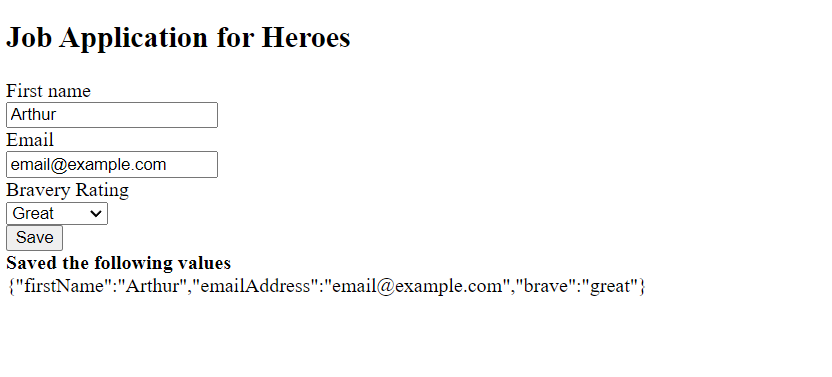 Job Application for Heroes
First name
Arthur
Email
email@example.com
Bravery Rating
Great
Save
Saved the following values
{"firstName":"Arthur","emailAddress":"email@example.com","brave":"great"}